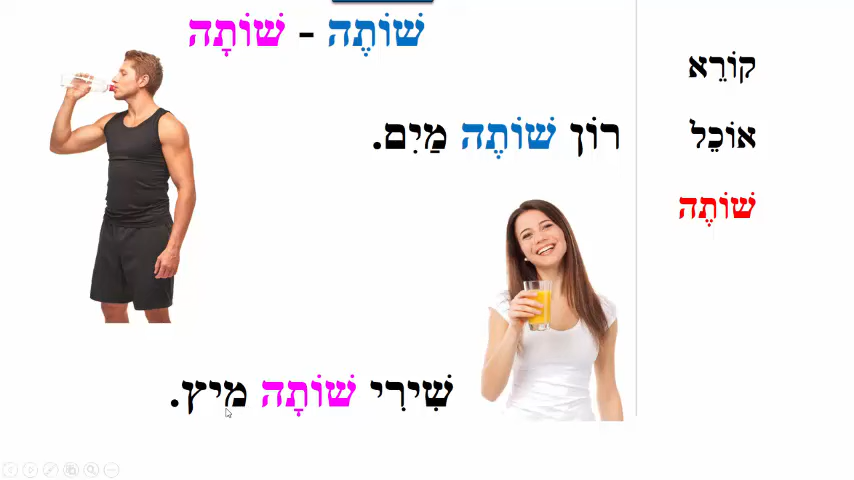 שׁוֹתֶה - שׁוֹתָה
רוֹן שׁוֹתֶה מַיִם.
שִׁירִי שׁוֹתָה מִיץ.
קוֹרֵא
אוֹכֵל
שׁוֹתֶה